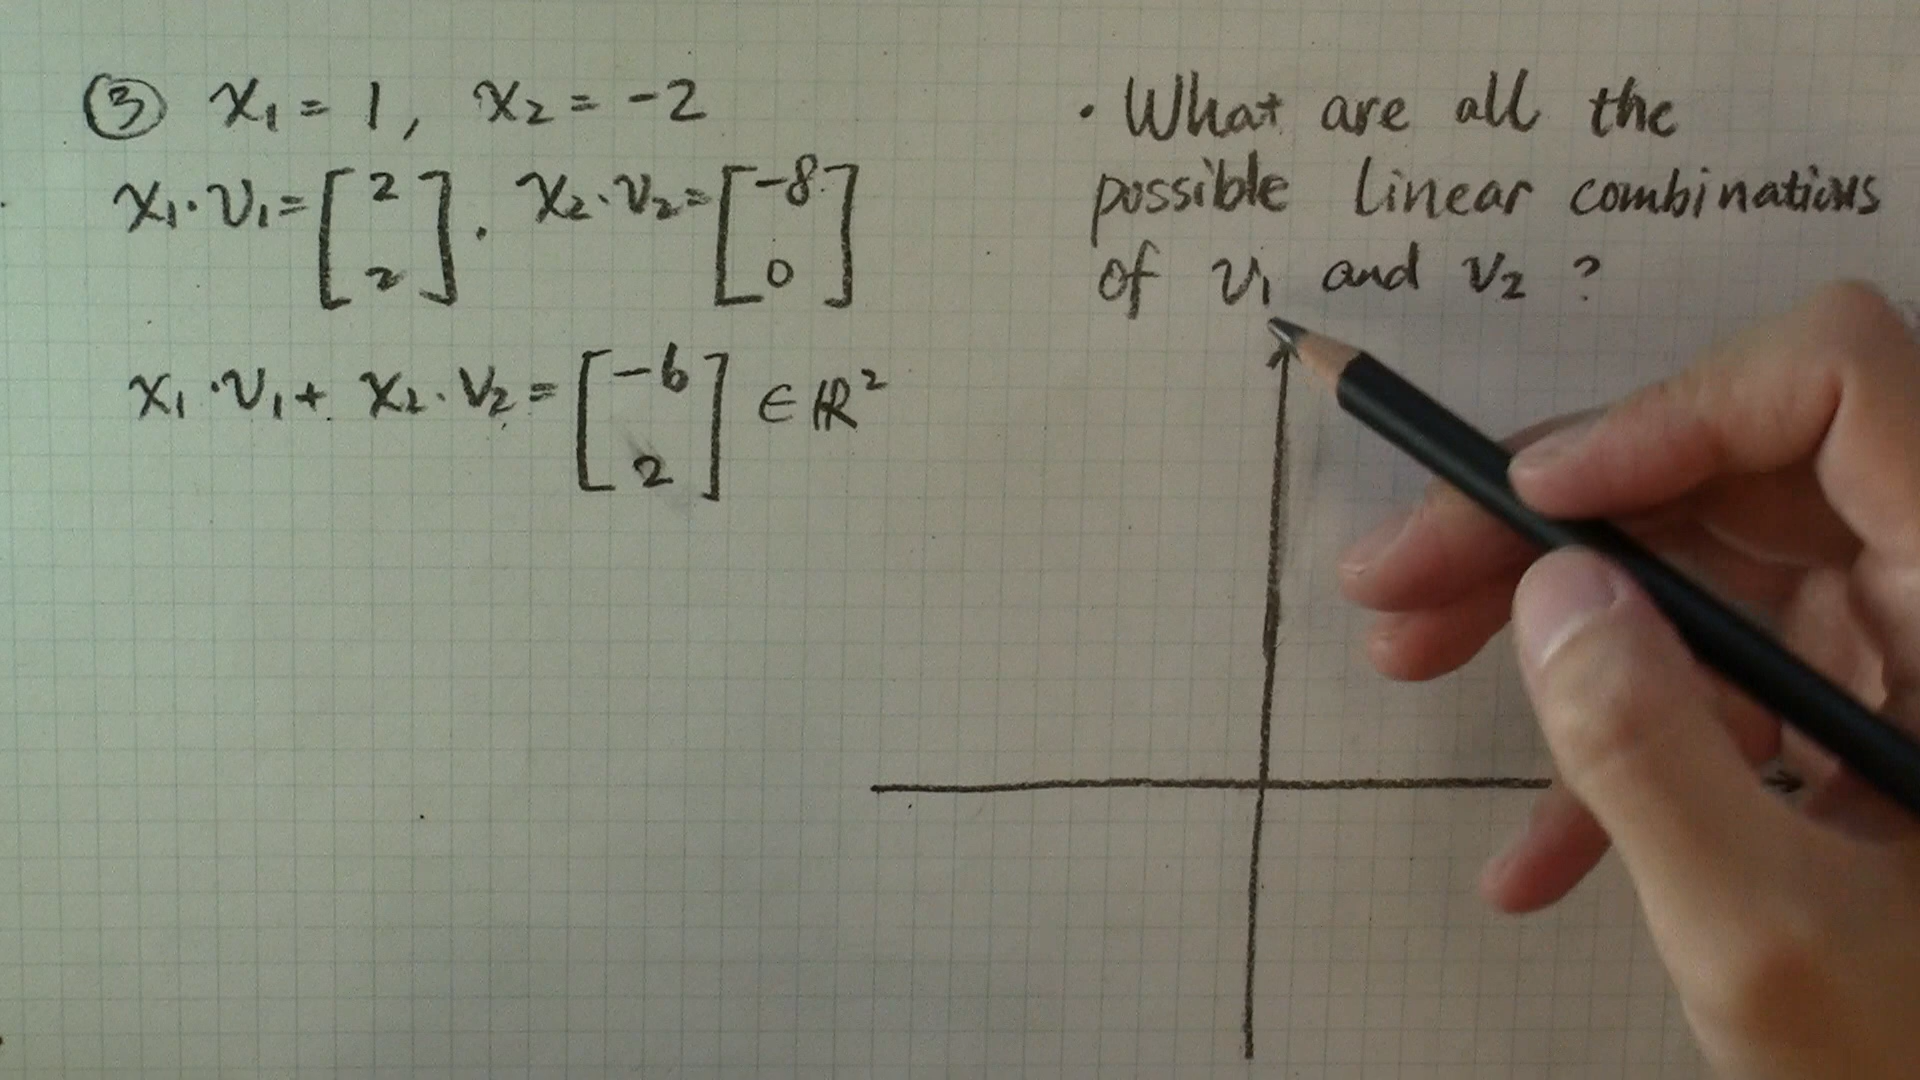 ③ x₁ = 1, x₂ = -2
x₁·v₁ = [2 2]. x₂·v₂ = [-8 0]
x₁·v₁ + x₂·v₂ = [-6 2] ∈ ℝ²
· What are all the
possible linear combinations
of v₁ and v₂ ?